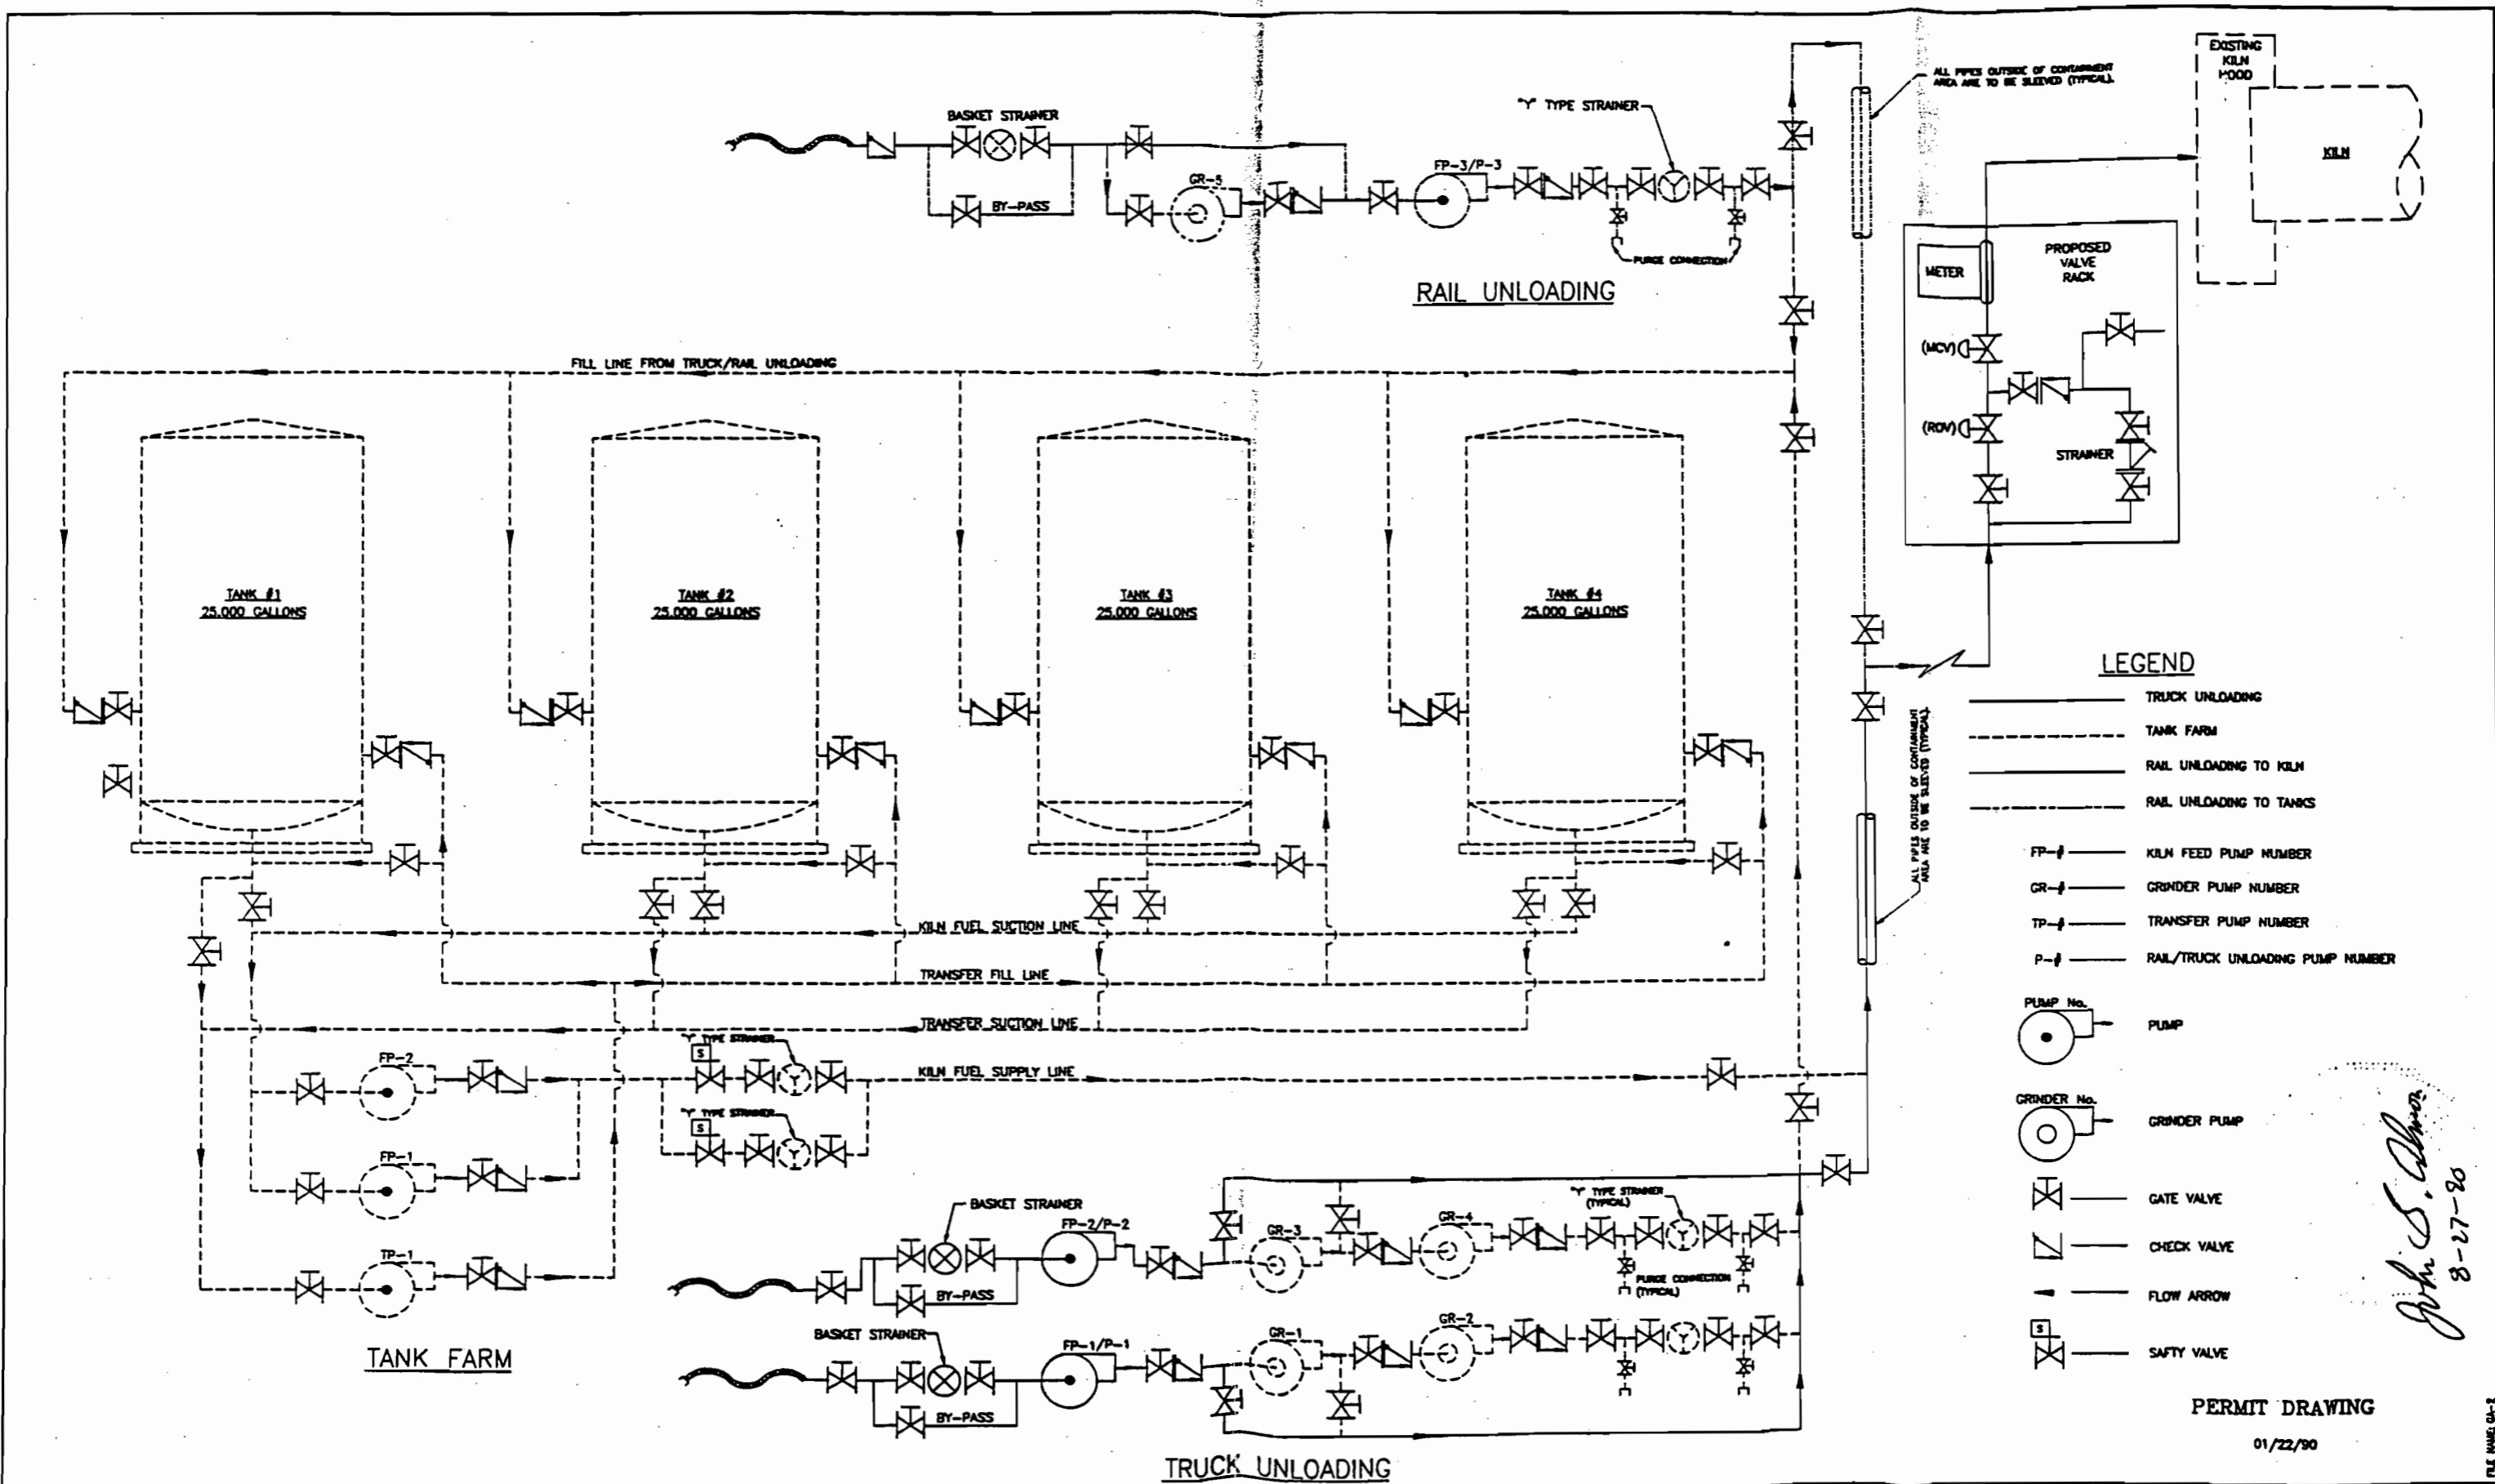 EXISTING
KILN
HOOD
ALL PIPES OUTSIDE OF CONTAINMENT
AREA ARE TO BE SLEEVED (TYPICAL).
KILN
BASKET STRAINER
"Y" TYPE STRAINER
FP-3/P-3
GR-5
BY-PASS
PURGE CONNECTION
RAIL UNLOADING
METER
PROPOSED
VALVE
RACK
(MCV)
(ROV)
STRAINER
FILL LINE FROM TRUCK/RAIL UNLOADING
TANK #1
25,000 GALLONS
TANK #2
25,000 GALLONS
TANK #3
25,000 GALLONS
TANK #4
25,000 GALLONS
LEGEND
TRUCK UNLOADING
TANK FARM
RAIL UNLOADING TO KILN
RAIL UNLOADING TO TANKS
FP-# KILN FEED PUMP NUMBER
GR-# GRINDER PUMP NUMBER
TP-# TRANSFER PUMP NUMBER
P-# RAIL/TRUCK UNLOADING PUMP NUMBER
PUMP No.
PUMP
GRINDER No.
GRINDER PUMP
GATE VALVE
CHECK VALVE
FLOW ARROW
S
SAFTY VALVE
ALL PIPES OUTSIDE OF CONTAINMENT
AREA ARE TO BE SLEEVED (TYPICAL).
KILN FUEL SUCTION LINE
TRANSFER FILL LINE
TRANSFER SUCTION LINE
"Y" TYPE STRAINER
S
KILN FUEL SUPPLY LINE
"Y" TYPE STRAINER
S
FP-2
FP-1
TP-1
TANK FARM
BASKET STRAINER
FP-2/P-2
GR-3
GR-4
"Y" TYPE STRAINER
(TYPICAL)
BY-PASS
PURGE CONNECTION
(TYPICAL)
BASKET STRAINER
FP-1/P-1
GR-1
GR-2
BY-PASS
TRUCK UNLOADING
8-27-90
PERMIT DRAWING
01/22/90
FILE NAME: GA-2